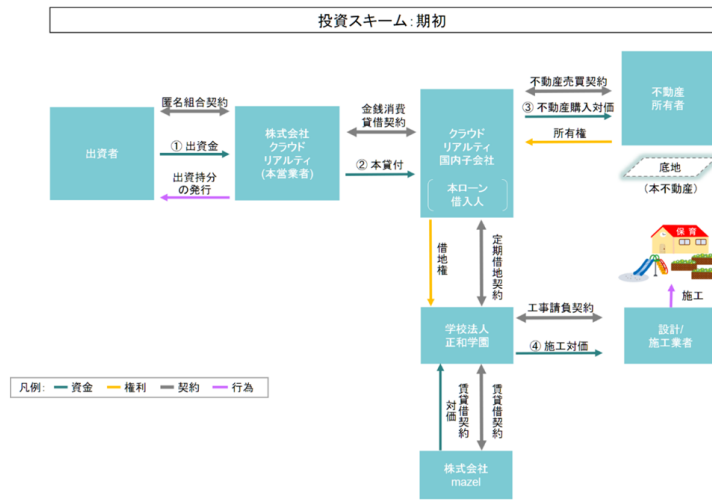 投資スキーム：期初
出資者
匿名組合契約
① 出資金
出資持分
の発行
株式会社
クラウド
リアルティ
(本営業者)
金銭消費
貸借契約
② 本貸付
クラウド
リアルティ
国内子会社
本ローン
借入人
不動産売買契約
③ 不動産購入対価
所有権
不動産
所有者
底地
(本不動産)
保育
施工
借地権
定期借地契約
学校法人
正和学園
工事請負契約
④ 施工対価
設計/
施工業者
凡例：
資金
権利
契約
行為
賃貸借契約
対価
賃貸借契約
株式会社
mazel